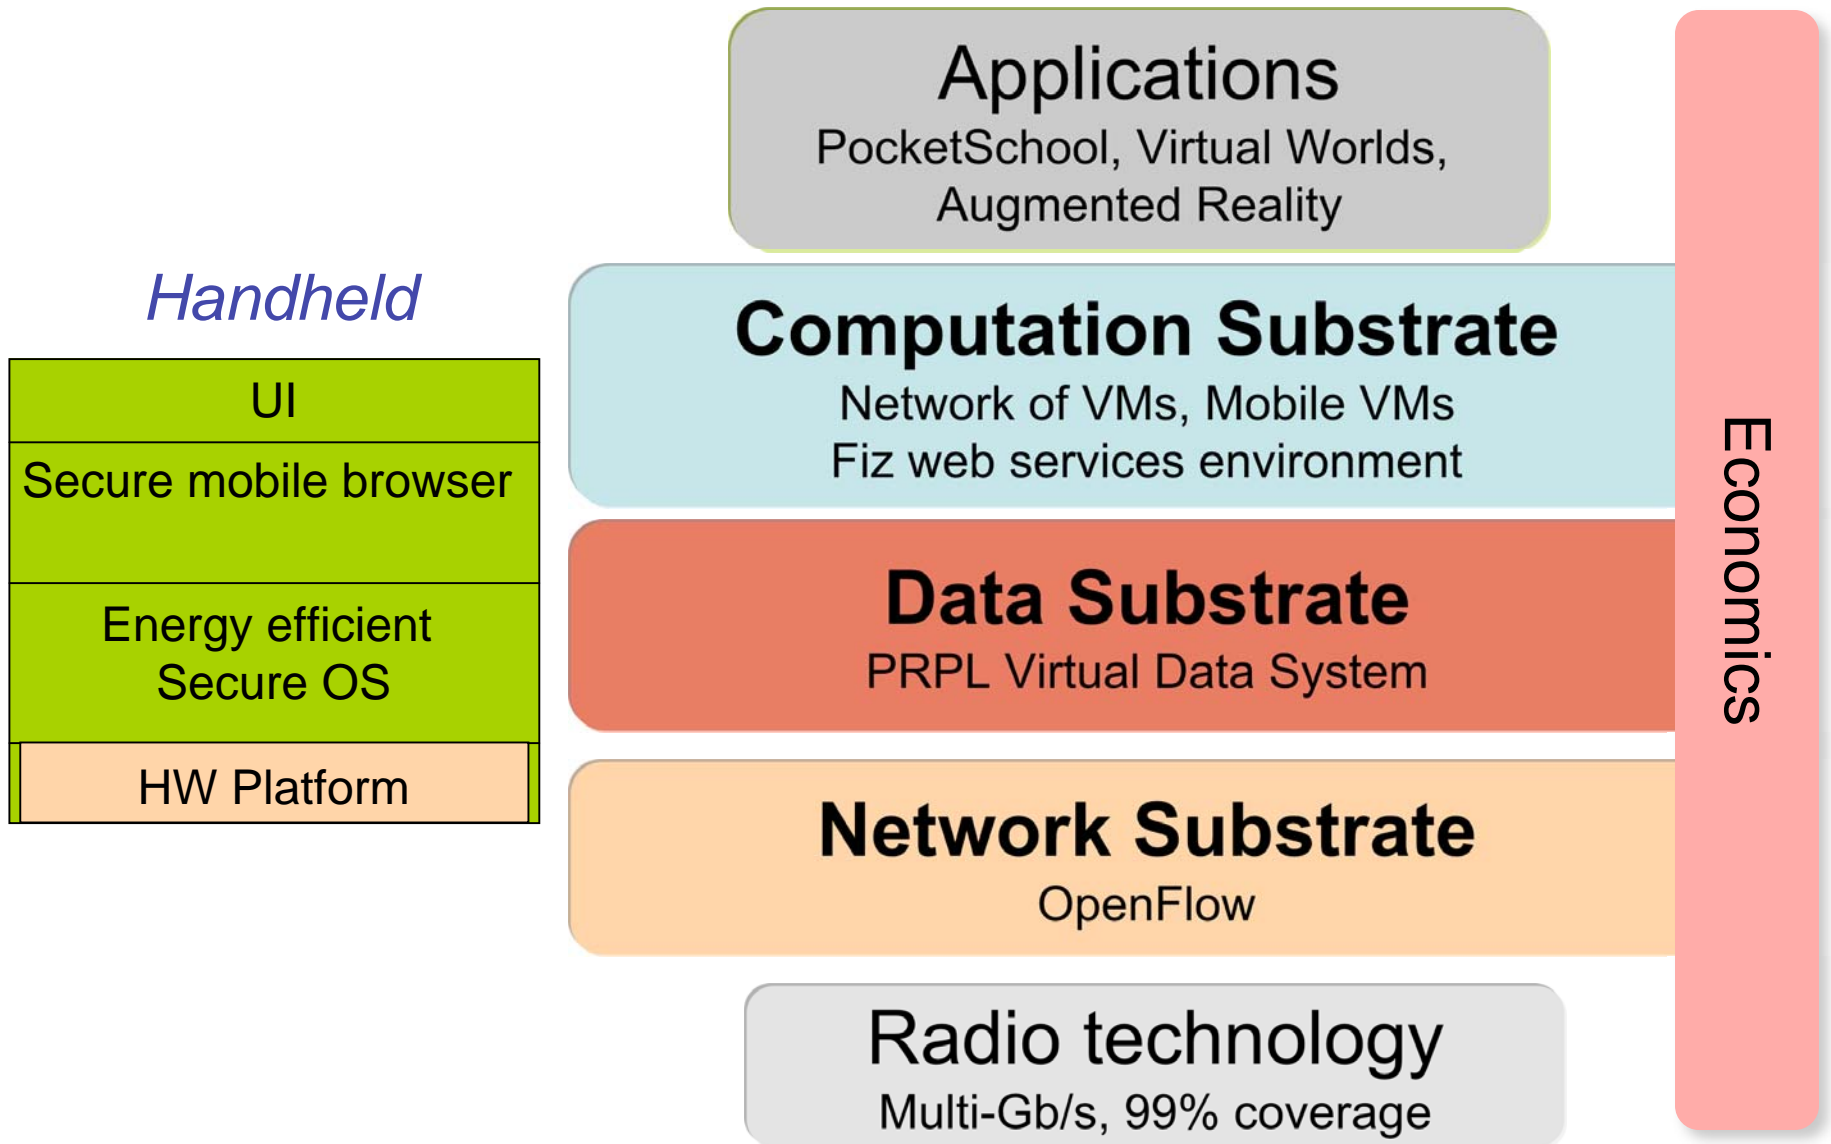 Applications
PocketSchool, Virtual Worlds,
Augmented Reality
Handheld
UI
Secure mobile browser
Energy efficient
Secure OS
HW Platform
Computation Substrate
Network of VMs, Mobile VMs
Fiz web services environment
Data Substrate
PRPL Virtual Data System
Network Substrate
OpenFlow
Radio technology
Multi-Gb/s, 99% coverage
Economics